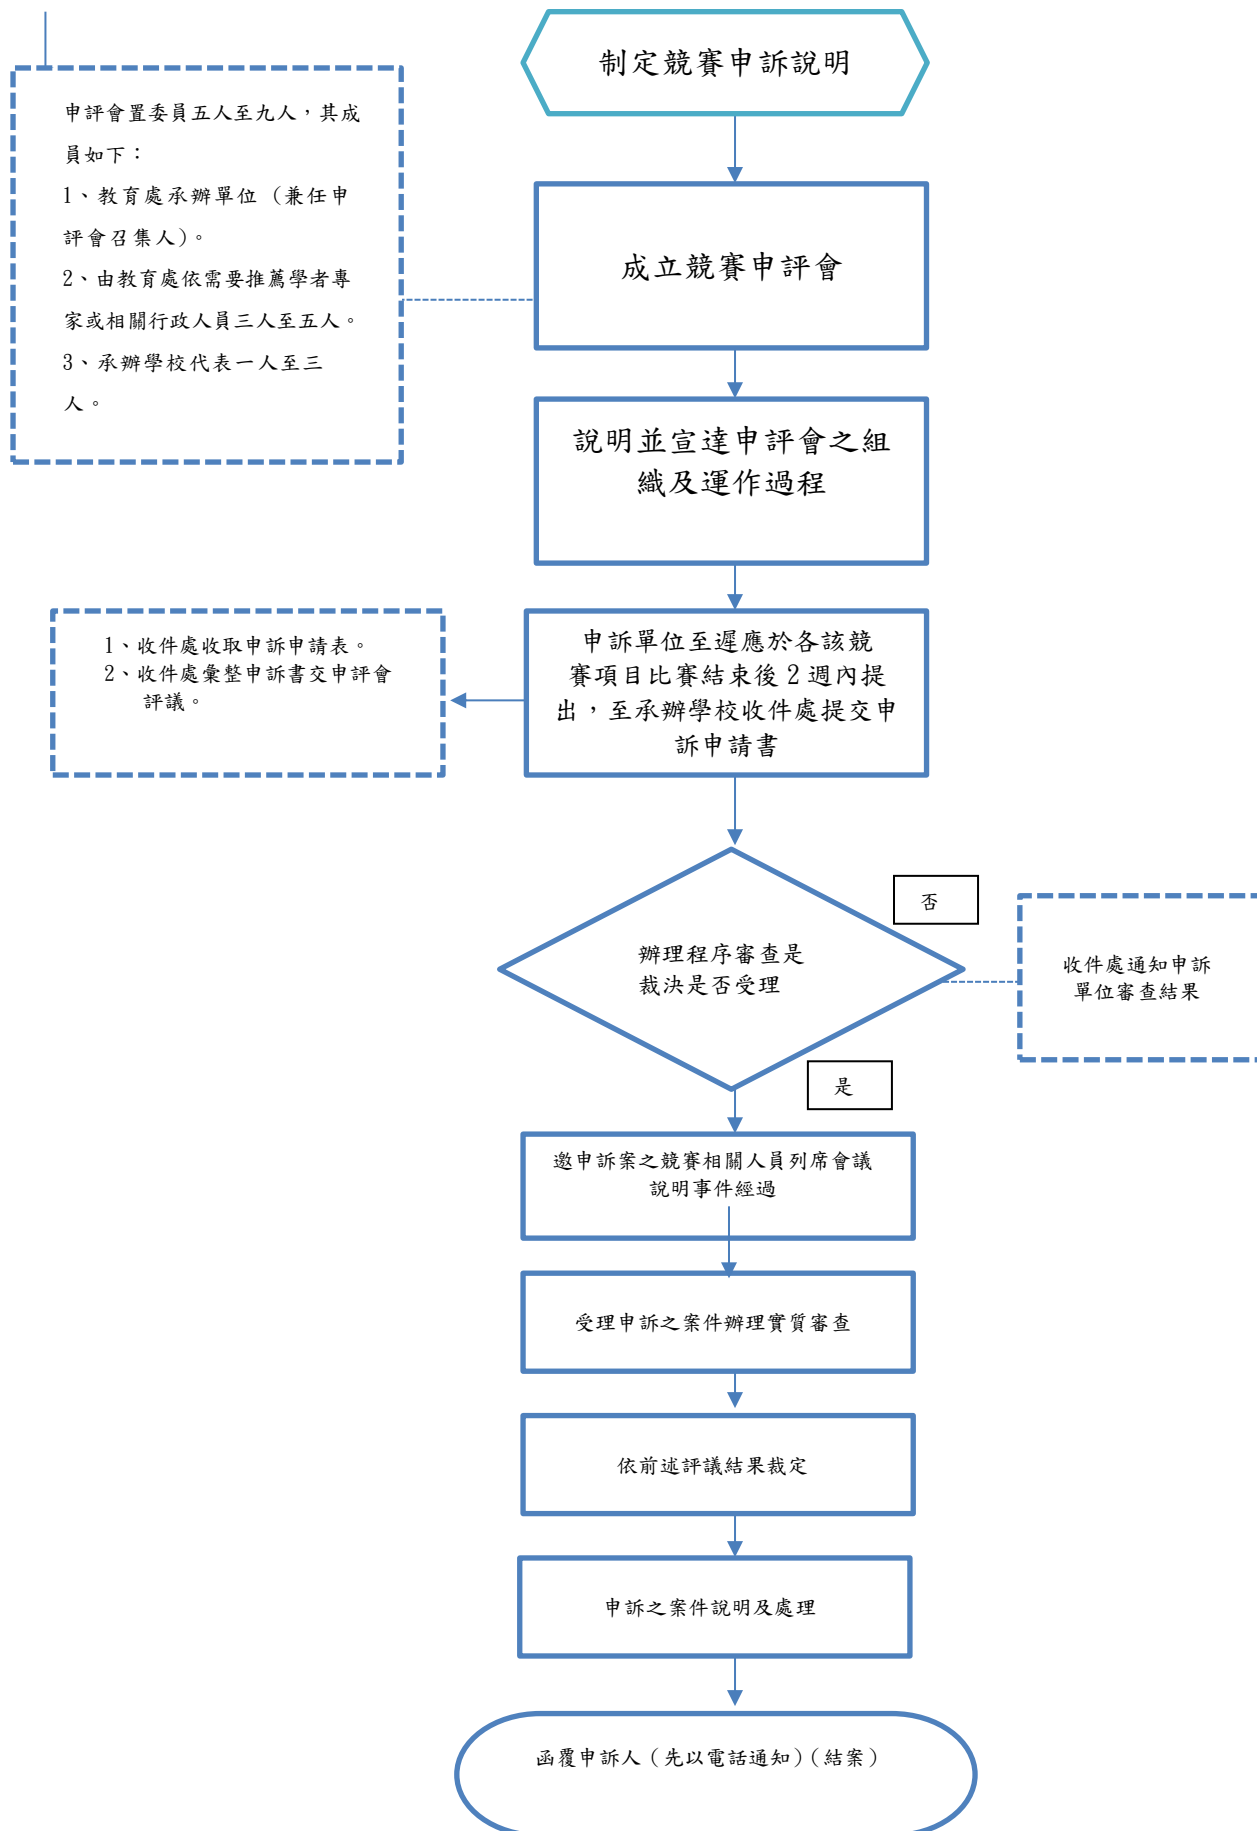 制定競賽申訴說明
申評會置委員五人至九人，其成
員如下：
1、教育處承辦單位（兼任申
評會召集人）。
2、由教育處依需要推薦學者專
家或相關行政人員三人至五人。
3、承辦學校代表一人至三
人。
成立競賽申評會
說明並宣達申評會之組
織及運作過程
1、收件處收取申訴申請表。
2、收件處彙整申訴書交申評會
評議。
申訴單位至遲應於各該競
賽項目比賽結束後 2 週內提
出，至承辦學校收件處提交申
訴申請書
辦理程序審查是
裁決是否受理
否
收件處通知申訴
單位審查結果
是
邀申訴案之競賽相關人員列席會議
說明事件經過
受理申訴之案件辦理實質審查
依前述評議結果裁定
申訴之案件說明及處理
函覆申訴人（先以電話通知）（結案）